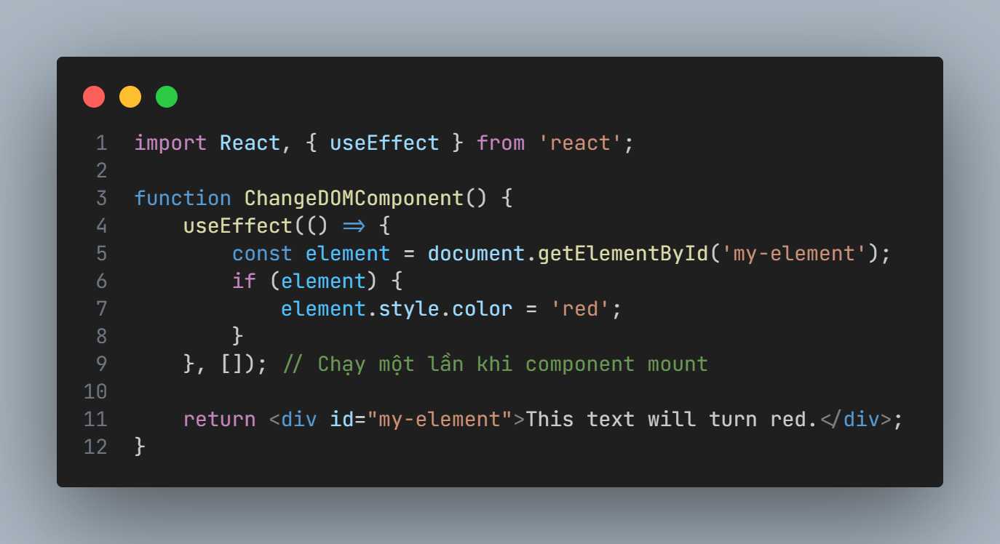 1 import React, { useEffect } from 'react';
2
3 function ChangeDOMComponent() {
4     useEffect(() => {
5         const element = document.getElementById('my-element');
6         if (element) {
7             element.style.color = 'red';
8         }
9     }, []); // Chạy một lần khi component mount
10
11     return <div id="my-element">This text will turn red.</div>;
12 }